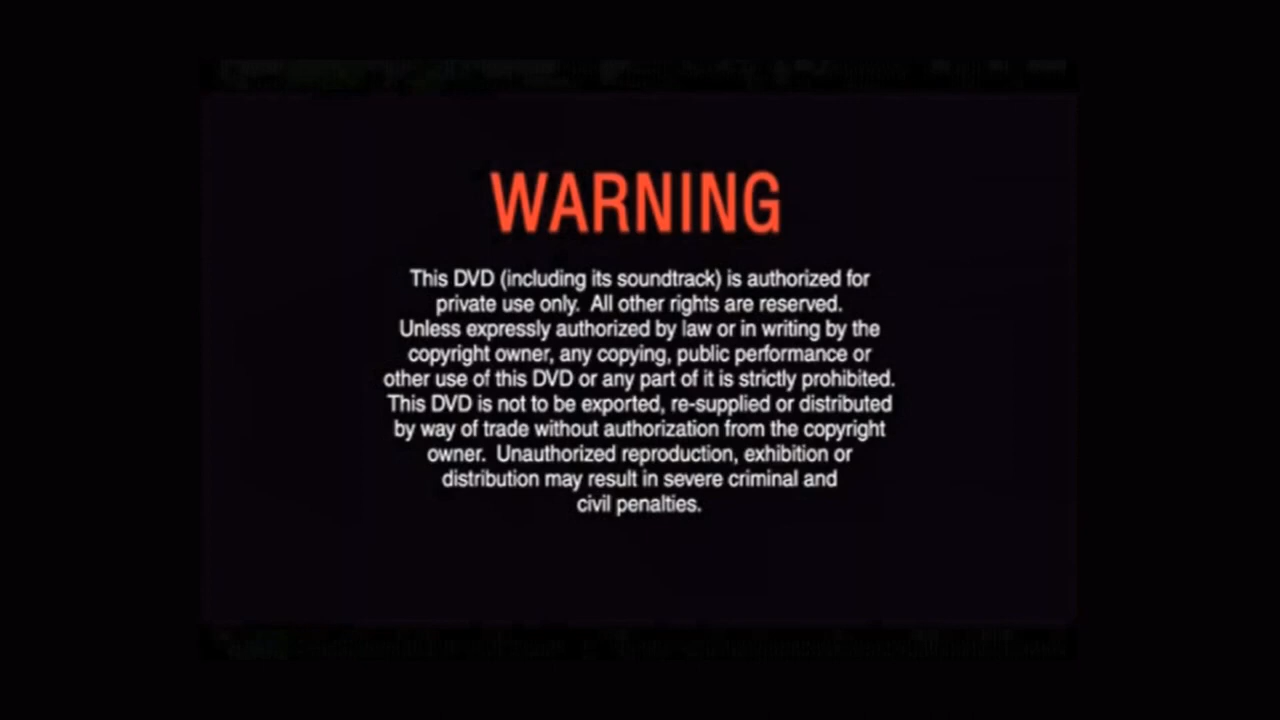 WARNING
This DVD (including its soundtrack) is authorized for
private use only.  All other rights are reserved.
Unless expressly authorized by law or in writing by the
copyright owner, any copying, public performance or
other use of this DVD or any part of it is strictly prohibited.
This DVD is not to be exported, re-supplied or distributed
by way of trade without authorization from the copyright
owner.  Unauthorized reproduction, exhibition or
distribution may result in severe criminal and
civil penalties.